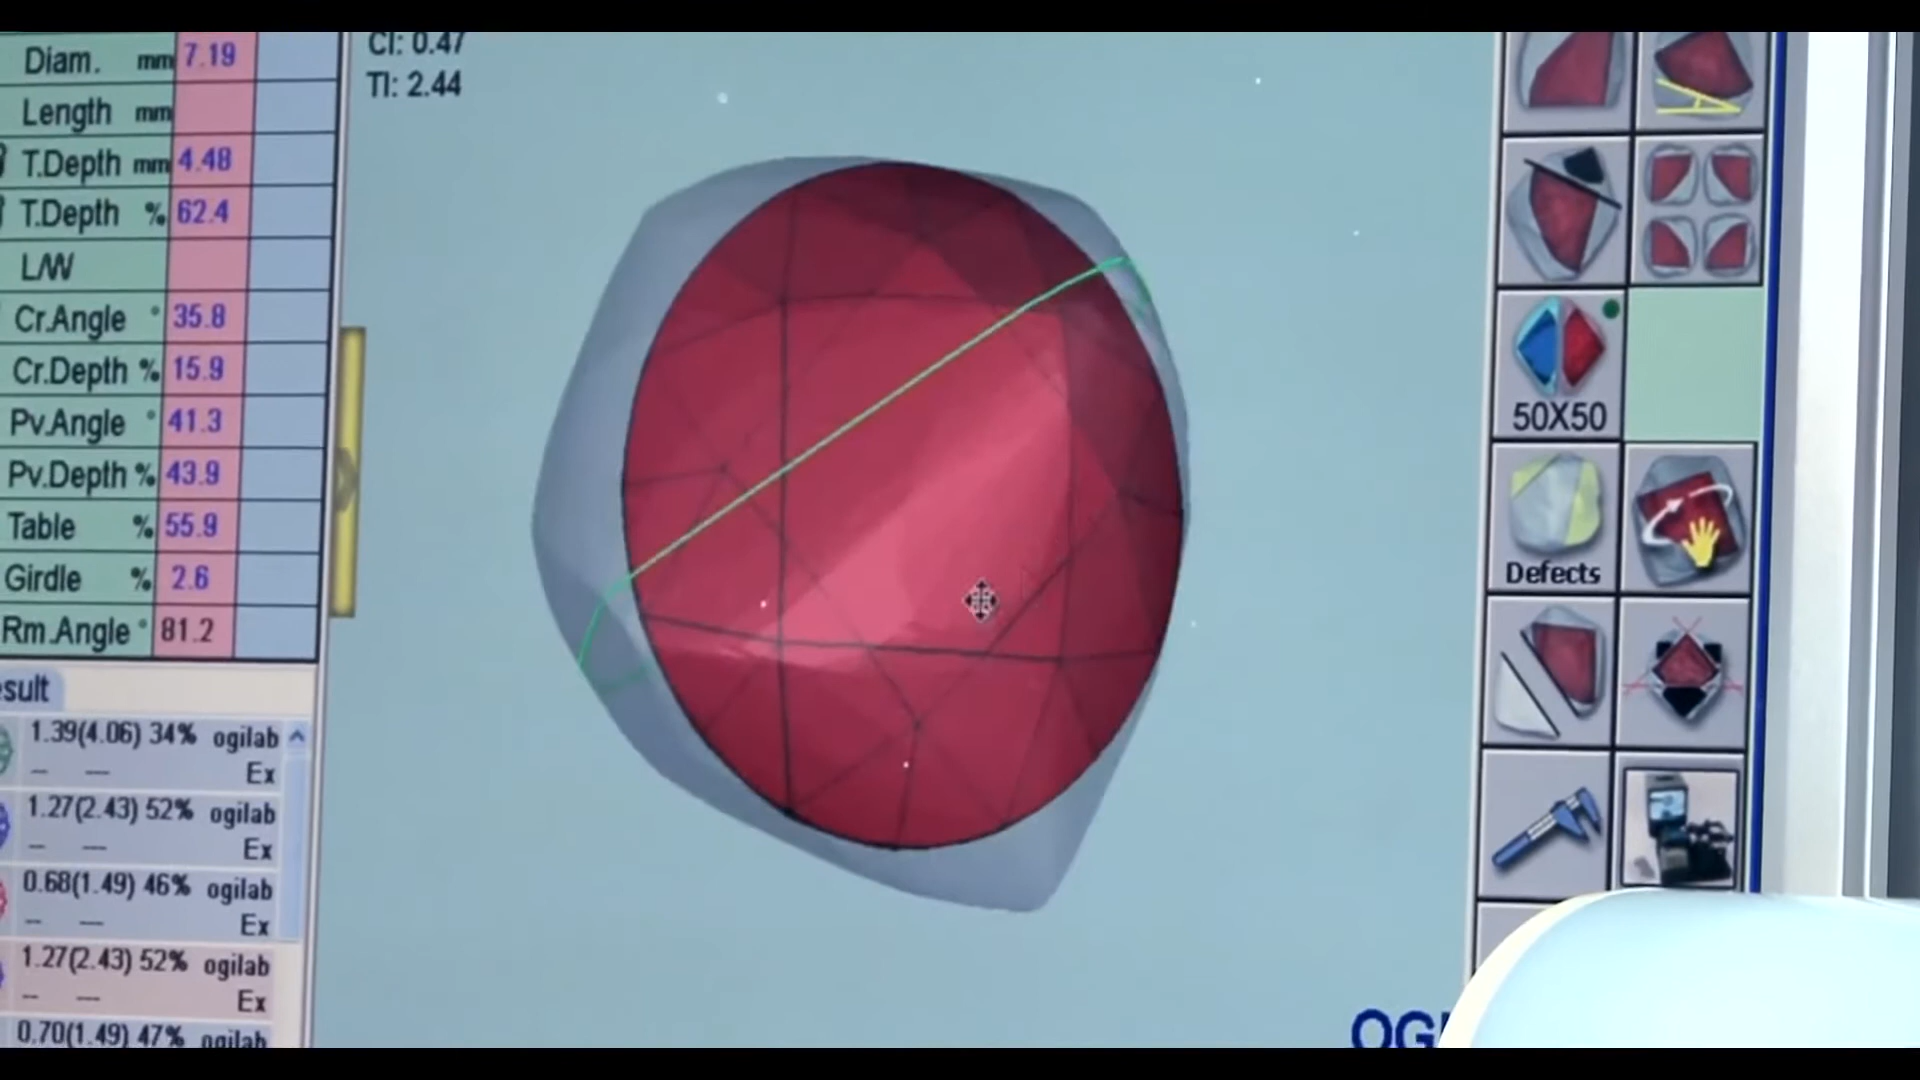 Diam. mm 7.19
Length mm
T.Depth mm 4.48
T.Depth % 62.4
L/W
Cr.Angle ° 35.8
Cr.Depth % 15.9
Pv.Angle ° 41.3
Pv.Depth % 43.9
Table % 55.9
Girdle % 2.6
Rm.Angle ° 81.2
esult
1.39(4.06) 34% ogilab
-- -- Ex
1.27(2.43) 52% ogilab
-- -- Ex
0.68(1.49) 46% ogilab
-- -- Ex
1.27(2.43) 52% ogilab
-- -- Ex
0.70(1.49) 47% ogilab
CI: 0.47
TI: 2.44
50X50
Defects
OGI